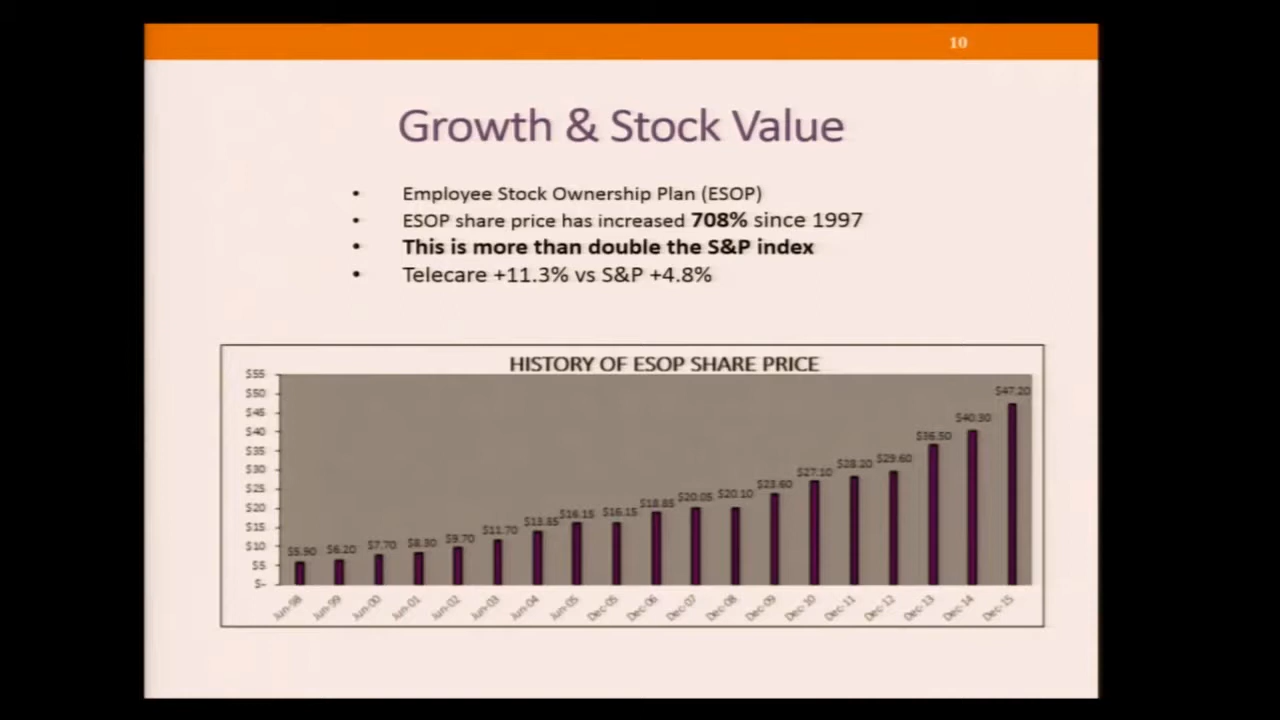 10
Growth & Stock Value
• Employee Stock Ownership Plan (ESOP)
• ESOP share price has increased 708% since 1997
• This is more than double the S&P index
• Telecare +11.3% vs S&P +4.8%
HISTORY OF ESOP SHARE PRICE
$55
$50
$45
$40
$35
$30
$25
$20
$15
$10
$5
$-
$5.90 $6.20 $7.70 $8.30 $9.70 $11.70 $13.85 $16.15 $16.15 $18.85 $20.05 $20.10 $23.60 $27.10 $28.20 $29.60 $36.50 $40.30 $47.20
Jun-98 Jun-99 Jun-00 Jun-01 Jun-02 Jun-03 Jun-04 Jun-05 Dec-05 Dec-06 Dec-07 Dec-08 Dec-09 Dec-10 Dec-11 Dec-12 Dec-13 Dec-14 Dec-15